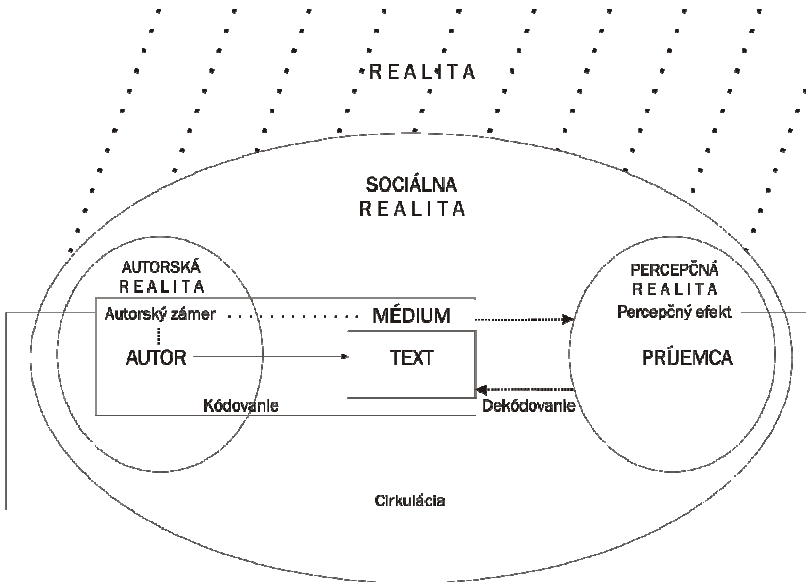 REALITA
SOCIÁLNA
REALITA
AUTORSKÁ
REALITA
PERCEPČNÁ
REALITA
Autorský zámer
MÉDIUM
Percepčný efekt
AUTOR
TEXT
PRÍJEMCA
Kódovanie
Dekódovanie
Cirkulácia